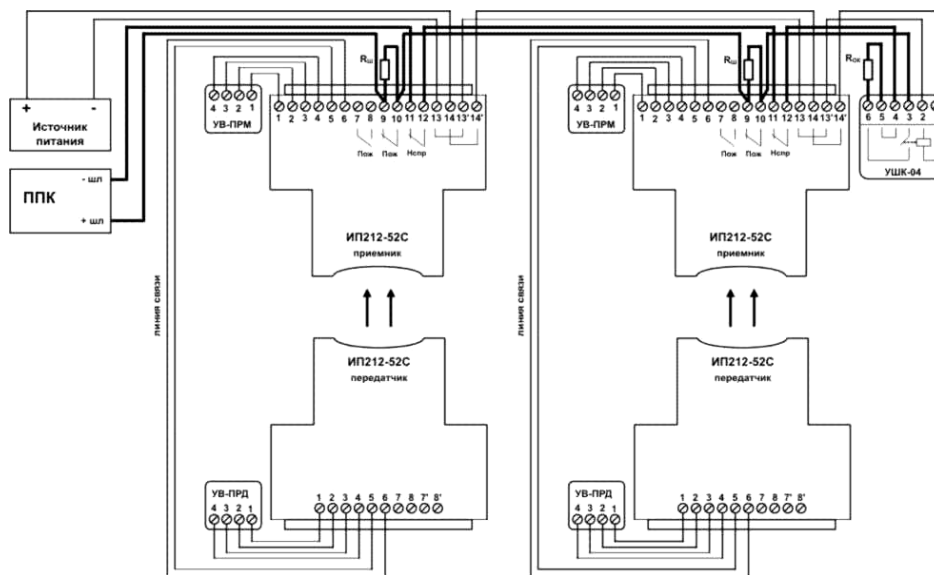 + -
Источник
питания
- шл
ППК
+ шл
4 3 2 1
УВ-ПРМ
Rш
1 2 3 4 5 6 7 8 9 10 11 12 13 14 13' 14'
Пож Пож Нспр
ИП212-52С
приемник
линия связи
ИП212-52С
передатчик
УВ-ПРД
4 3 2 1
1 2 3 4 5 6 7 8 7' 8'
4 3 2 1
УВ-ПРМ
Rш
1 2 3 4 5 6 7 8 9 10 11 12 13 14 13' 14'
Пож Пож Нспр
ИП212-52С
приемник
линия связи
ИП212-52С
передатчик
УВ-ПРД
4 3 2 1
1 2 3 4 5 6 7 8 7' 8'
Rок
6 5 4 3 2
УШК-04